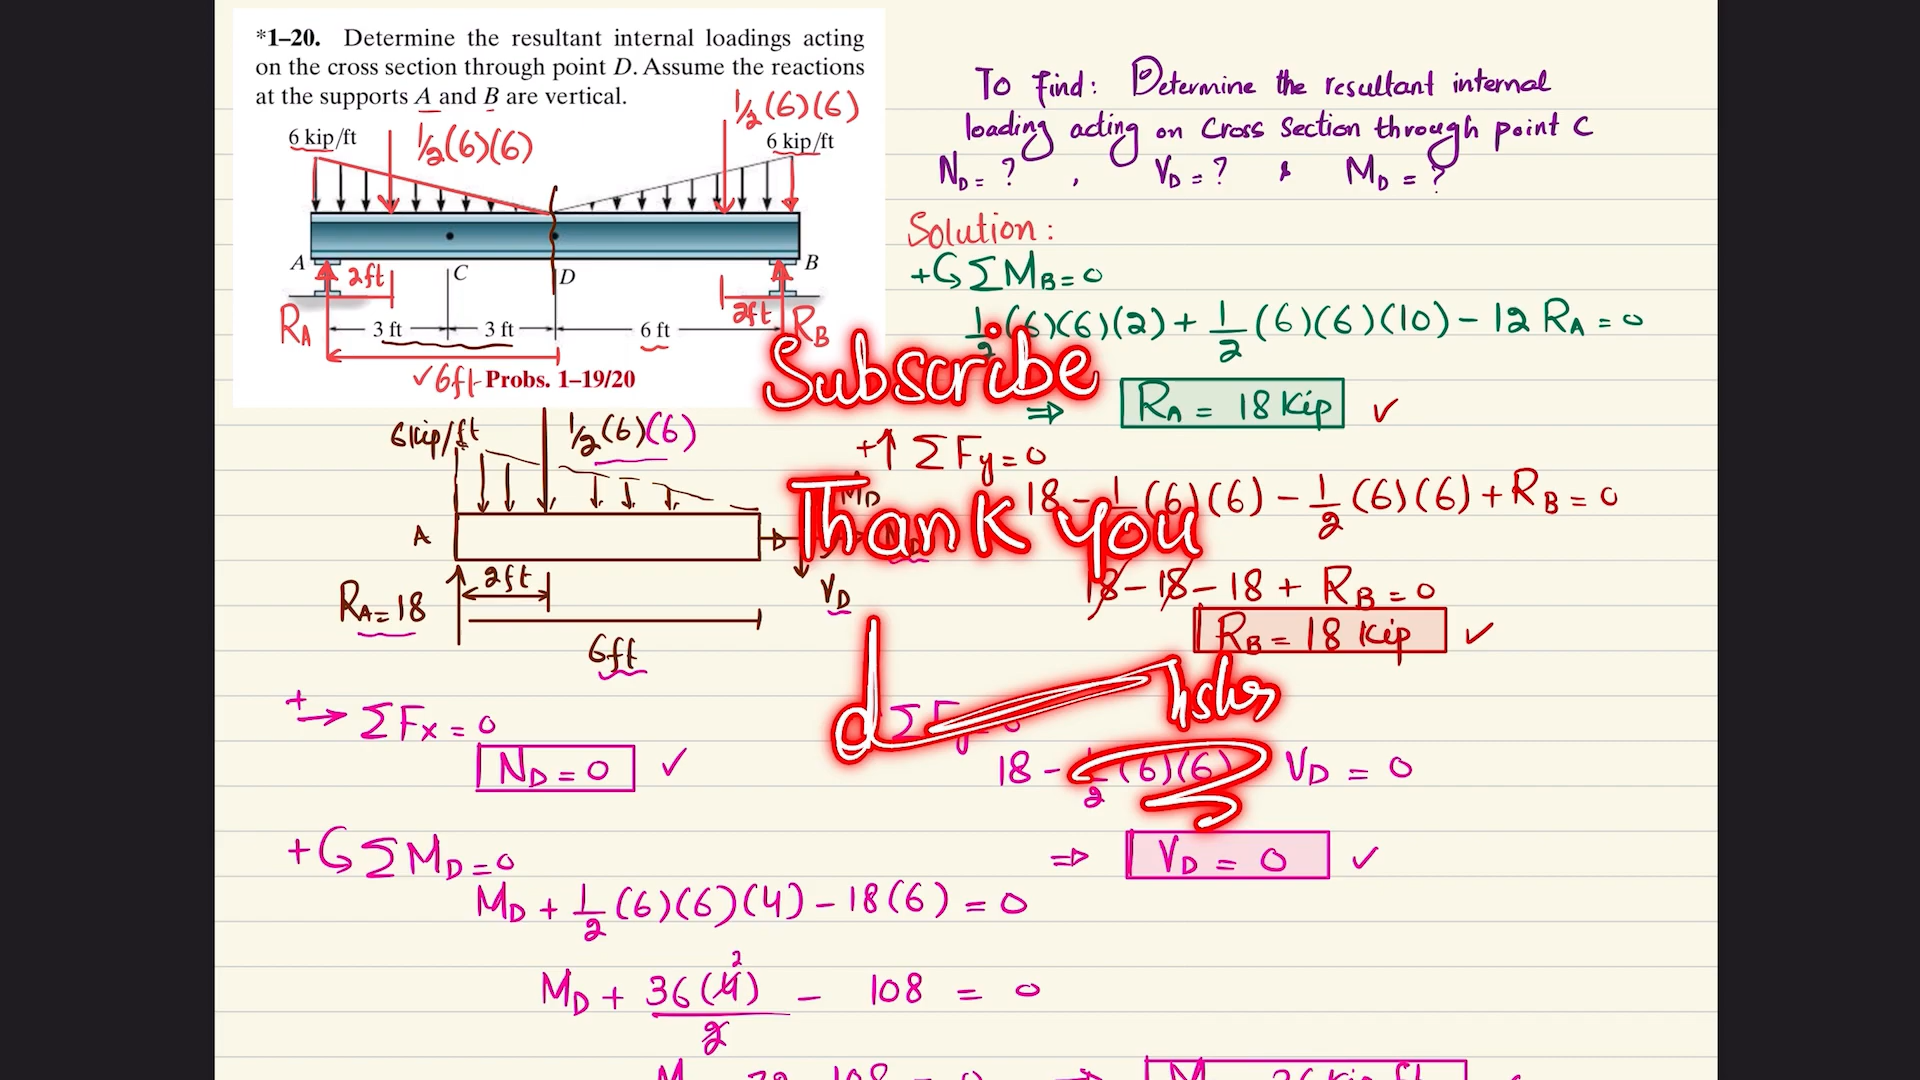 *1–20. Determine the resultant internal loadings acting
on the cross section through point D. Assume the reactions
at the supports A and B are vertical.
½(6)(6)
6 kip/ft
½(6)(6)
6 kip/ft
A
2ft
C
D
B
2ft
RA
3 ft
3 ft
6 ft
RB
✓6ft
Probs. 1–19/20
To find: Determine the resultant internal
loading acting on cross section through point C
ND = ? , VD = ? & MD = ?
Solution:
+↺ ΣMB = 0
½(6)(6)(2) + ½(6)(6)(10) – 12 RA = 0
⇒ RA = 18 Kip ✓
+↑ ΣFy = 0
18 – ½(6)(6) – ½(6)(6) + RB = 0
18 – 18 – 18 + RB = 0
RB = 18 Kip ✓
Subscribe
Thank you
6kip/ft
½(6)(6)
MD
A
2ft
VD
RA = 18
6ft
+→ ΣFx = 0
ND = 0 ✓
ΣFy = 0
18 – ½(6)(6) VD = 0
⇒ VD = 0 ✓
+↺ ΣMD = 0
MD + ½(6)(6)(4) – 18(6) = 0
MD + 36(4)/2 – 108 = 0
2